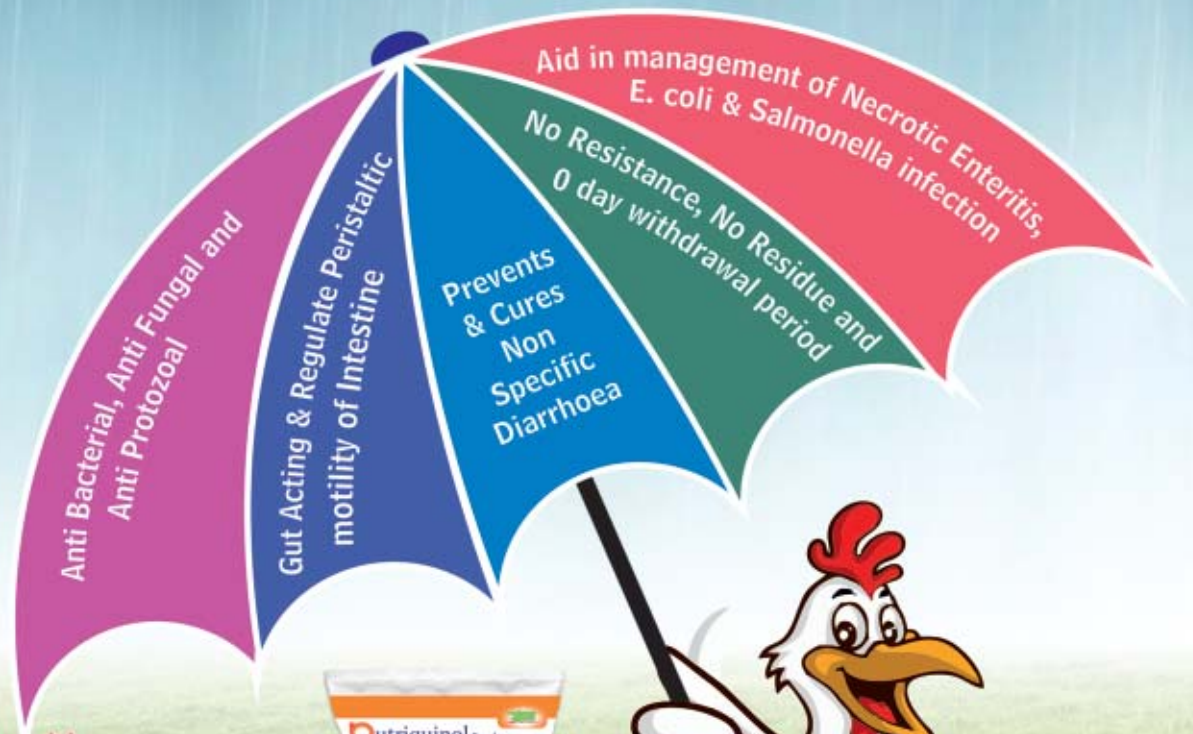 Anti Bacterial, Anti Fungal and
Anti Protozoal
Gut Acting & Regulate Peristaltic
motility of Intestine
Prevents
& Cures
Non
Specific
Diarrhoea
No Resistance, No Residue and
0 day withdrawal period
Aid in management of Necrotic Enteritis,
E. coli & Salmonella infection
nutriquinol